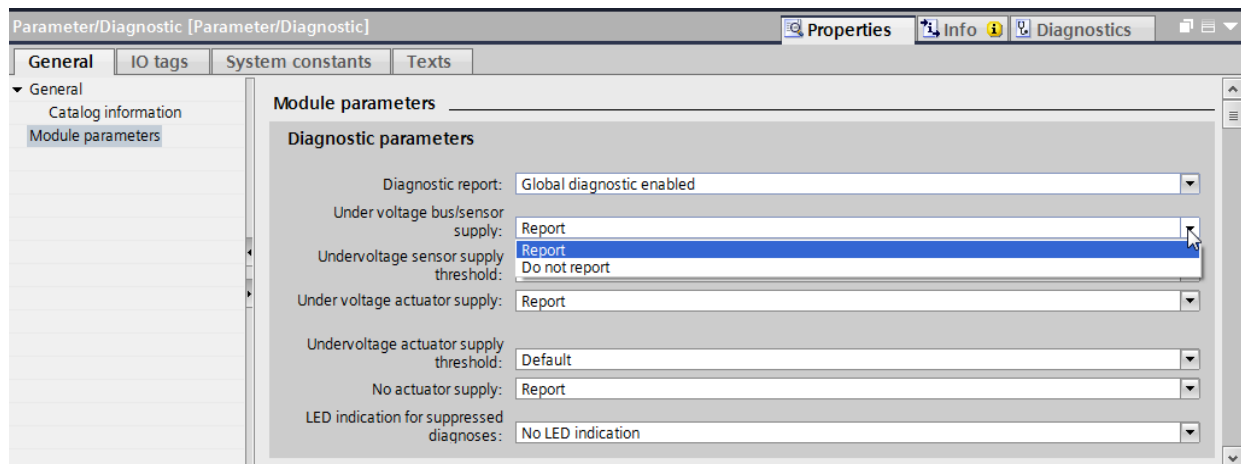 Parameter/Diagnostic [Parameter/Diagnostic]
Properties
Info
Diagnostics
General
IO tags
System constants
Texts
General
Catalog information
Module parameters
Module parameters
Diagnostic parameters
Diagnostic report:
Global diagnostic enabled
Under voltage bus/sensor
supply:
Report
Report
Do not report
Undervoltage sensor supply
threshold:
Under voltage actuator supply:
Report
Undervoltage actuator supply
threshold:
Default
No actuator supply:
Report
LED indication for suppressed
diagnoses:
No LED indication